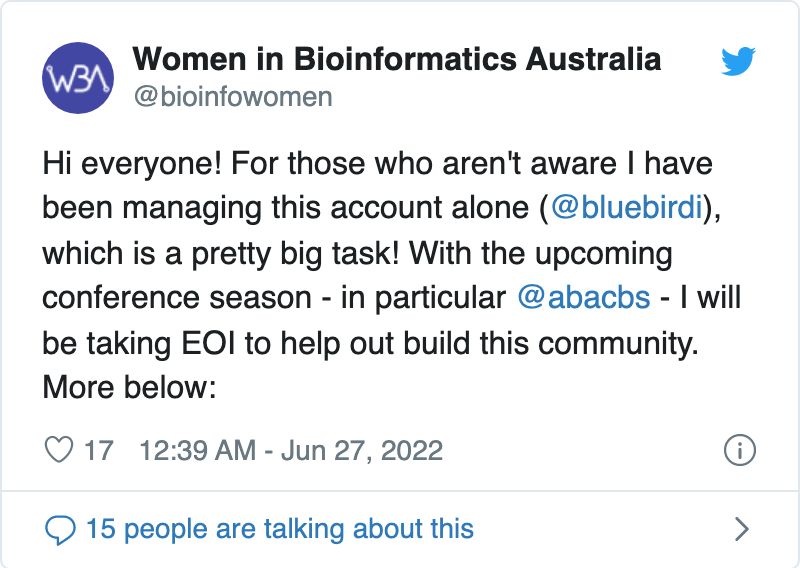 WBA
Women in Bioinformatics Australia
@bioinfowomen
Hi everyone! For those who aren't aware I have
been managing this account alone (@bluebirdi),
which is a pretty big task! With the upcoming
conference season - in particular @abacbs - I will
be taking EOI to help out build this community.
More below:
17 12:39 AM - Jun 27, 2022
15 people are talking about this